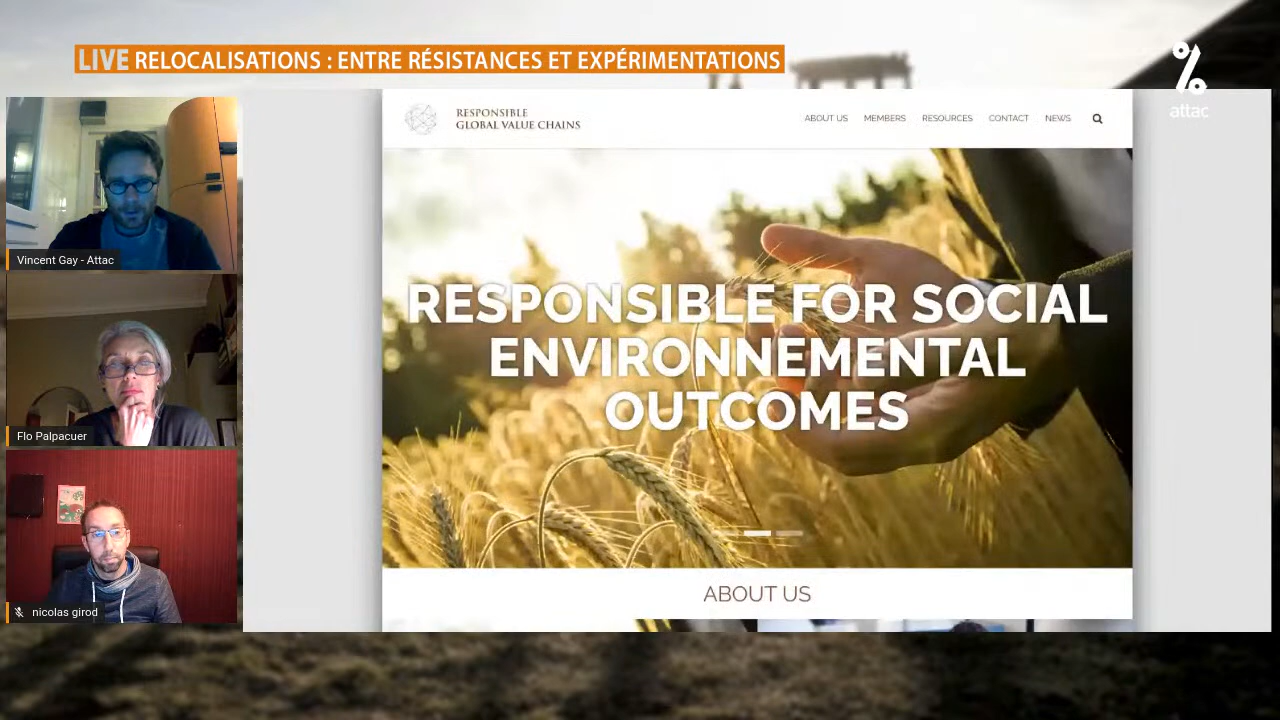 LIVE RELOCALISATIONS : ENTRE RÉSISTANCES ET EXPÉRIMENTATIONS
attac
Vincent Gay - Attac
Flo Palpacuer
nicolas girod
RESPONSIBLE
GLOBAL VALUE CHAINS
ABOUT US MEMBERS RESOURCES CONTACT NEWS
RESPONSIBLE FOR SOCIAL
ENVIRONNEMENTAL
OUTCOMES
ABOUT US